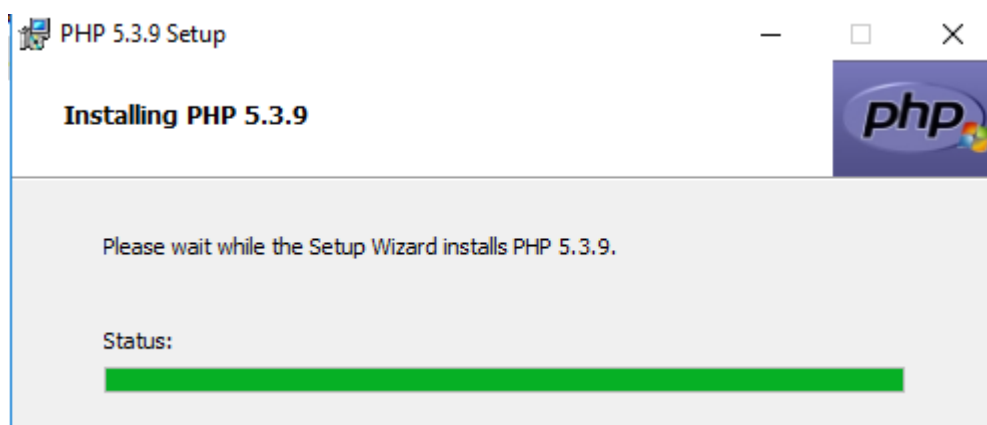 PHP 5.3.9 Setup
Installing PHP 5.3.9
php
Please wait while the Setup Wizard installs PHP 5.3.9.
Status: